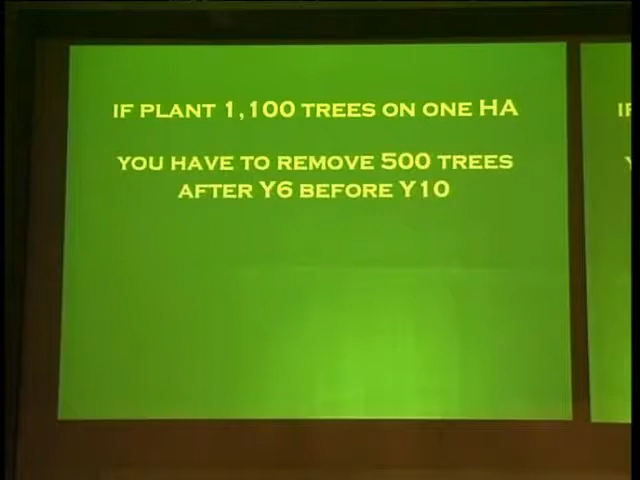 IF PLANT 1,100 TREES ON ONE HA
YOU HAVE TO REMOVE 500 TREES
AFTER Y6 BEFORE Y10